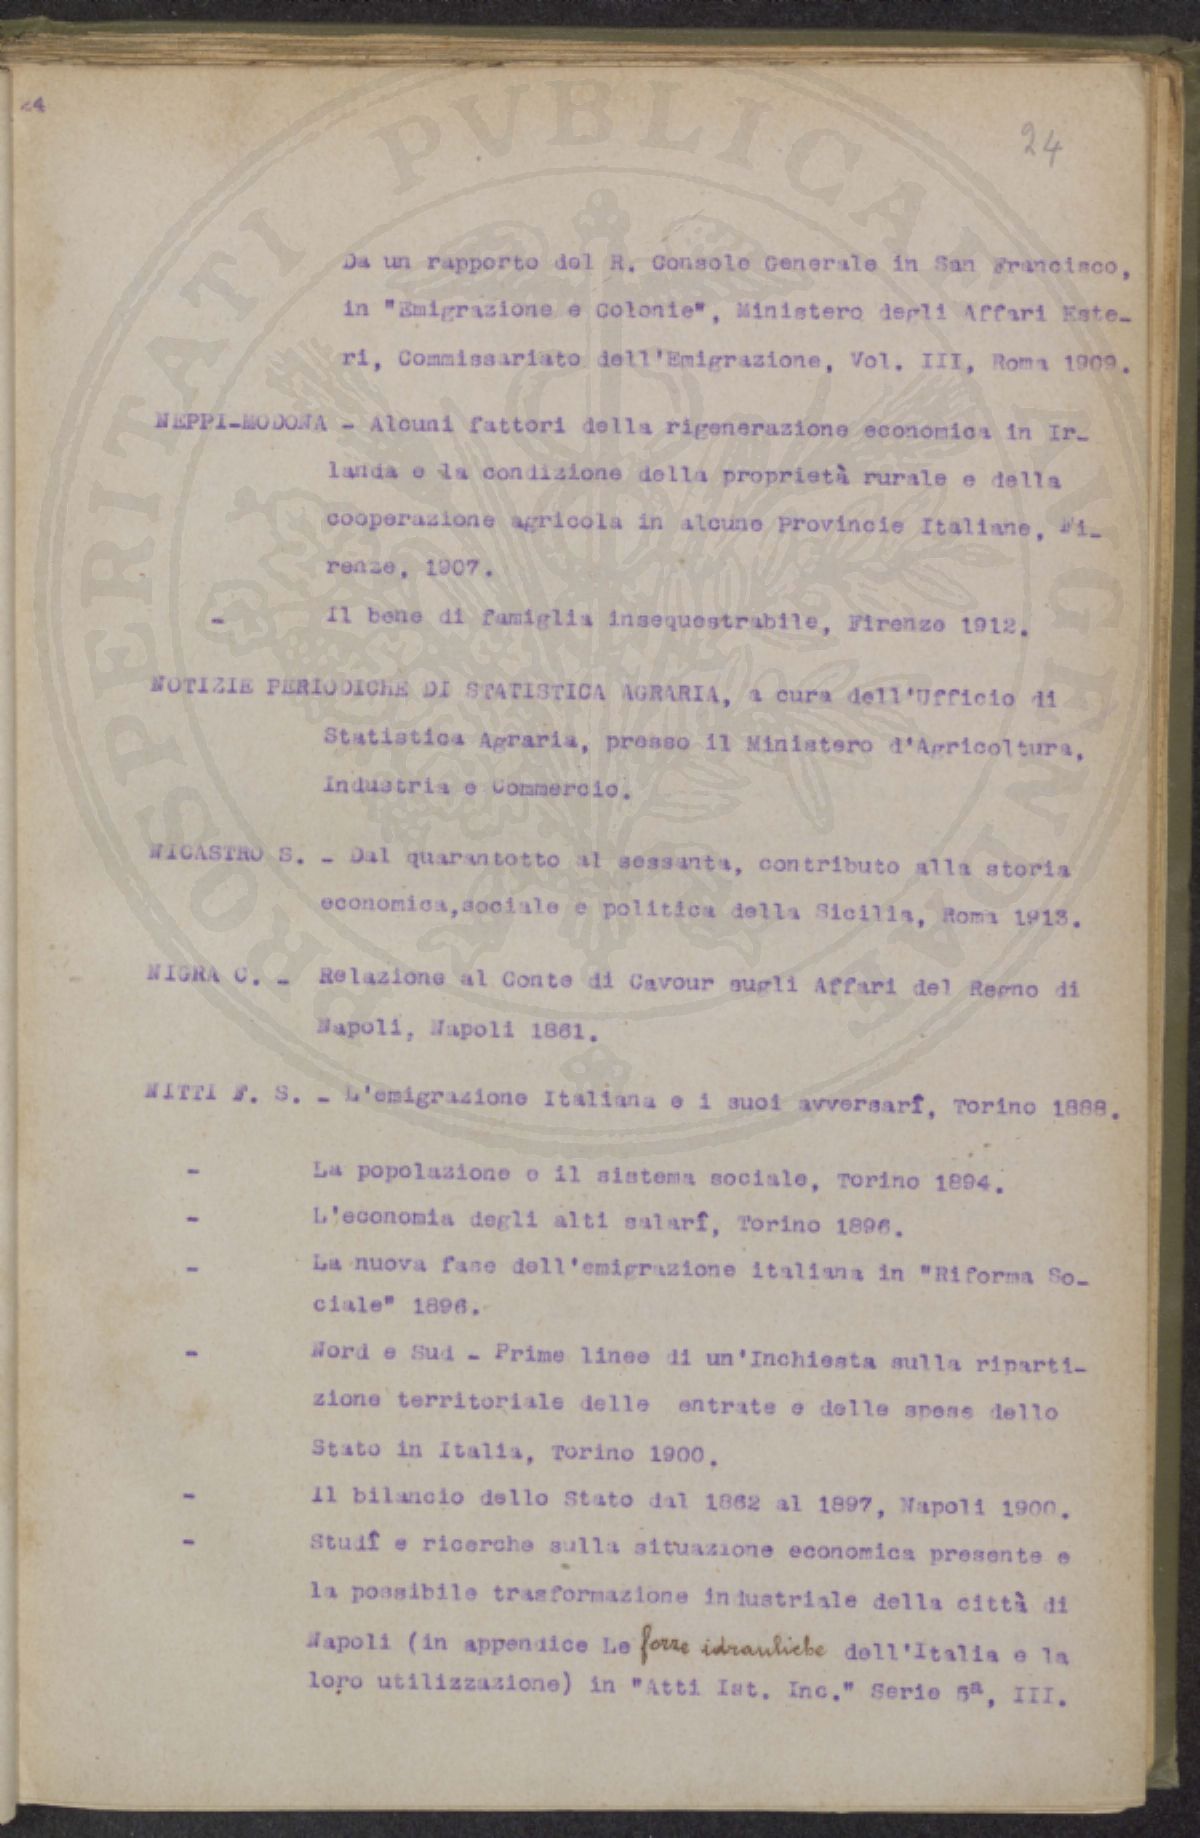 24
24
Da un rapporto del R. Console Generale in San Francisco,
in "Emigrazione e Colonie", Ministero degli Affari Este-
ri, Commissariato dell'Emigrazione, Vol. III, Roma 1909.
NEPPI-MODONA - Alcuni fattori della rigenerazione economica in Ir-
landa e la condizione della proprietà rurale e della
cooperazione agricola in alcune Provincie Italiane, Fi-
renze, 1907.
- Il bene di famiglia insequestrabile, Firenze 1912.
NOTIZIE PERIODICHE DI STATISTICA AGRARIA, a cura dell'Ufficio di
Statistica Agraria, presso il Ministero d'Agricoltura,
Industria e Commercio.
NICASTRO S. - Dal quarantotto al sessanta, contributo alla storia
economica,sociale e politica della Sicilia, Roma 1913.
NIGRA C. - Relazione al Conte di Cavour sugli Affari del Regno di
Napoli, Napoli 1861.
NITTI F. S. - L'emigrazione Italiana e i suoi avversarî, Torino 1888.
- La popolazione e il sistema sociale, Torino 1894.
- L'economia degli alti salarî, Torino 1896.
- La nuova fase dell'emigrazione italiana in "Riforma So-
ciale" 1896.
- Nord e Sud - Prime linee di un'Inchiesta sulla riparti-
zione territoriale delle entrate e delle spese dello
Stato in Italia, Torino 1900.
- Il bilancio dello Stato dal 1862 al 1897, Napoli 1900.
- Studî e ricerche sulla situazione economica presente e
la possibile trasformazione industriale della città di
Napoli (in appendice Le forze idrauliche dell'Italia e la
loro utilizzazione) in "Atti Ist. Inc." Serie 5ª, III.
PUBLICAE
PROSPERITATI